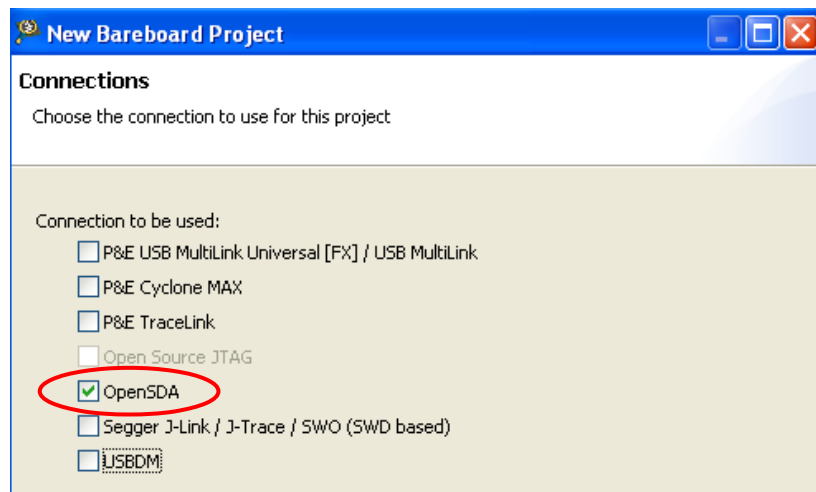 New Bareboard Project
Connections
Choose the connection to use for this project
Connection to be used:
P&E USB MultiLink Universal [FX] / USB MultiLink
P&E Cyclone MAX
P&E TraceLink
Open Source JTAG
OpenSDA
Segger J-Link / J-Trace / SWO (SWD based)
USBDM